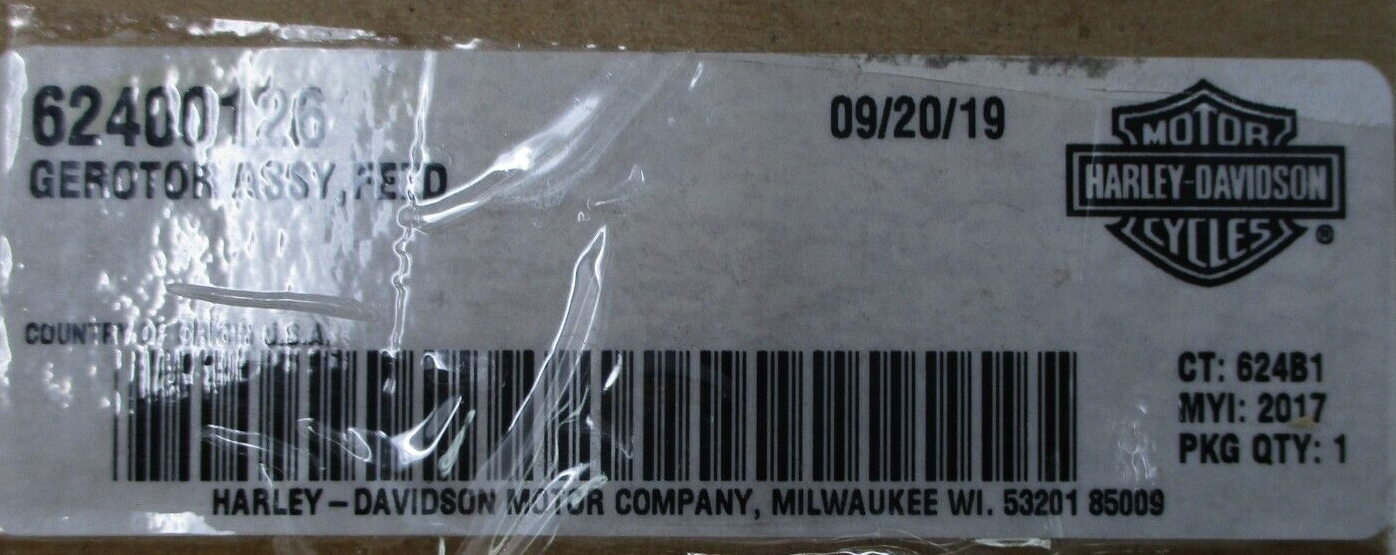 62400126
GEROTOR ASSY, FEED
09/20/19
MOTOR
HARLEY-DAVIDSON
CYCLES
®
COUNTRY OF ORIGIN U.S.A.
CT: 624B1
MYI: 2017
PKG QTY: 1
HARLEY-DAVIDSON MOTOR COMPANY, MILWAUKEE WI. 53201 85009